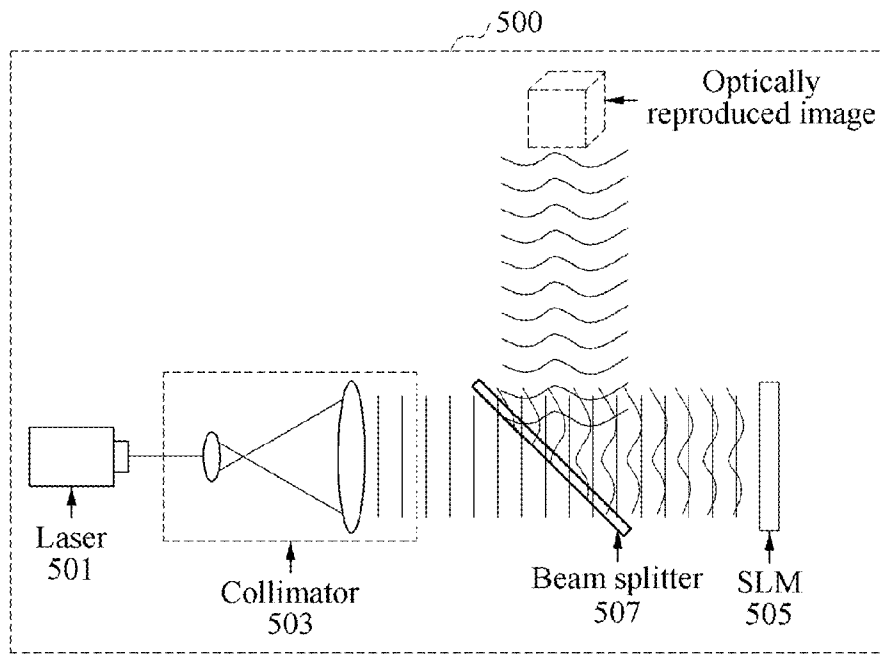 500
Optically
reproduced image
Laser
501
Collimator
503
Beam splitter
507
SLM
505